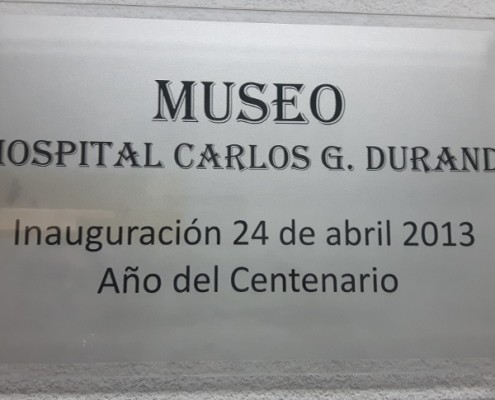 MUSEO
HOSPITAL CARLOS G. DURAND
Inauguración 24 de abril 2013
Año del Centenario